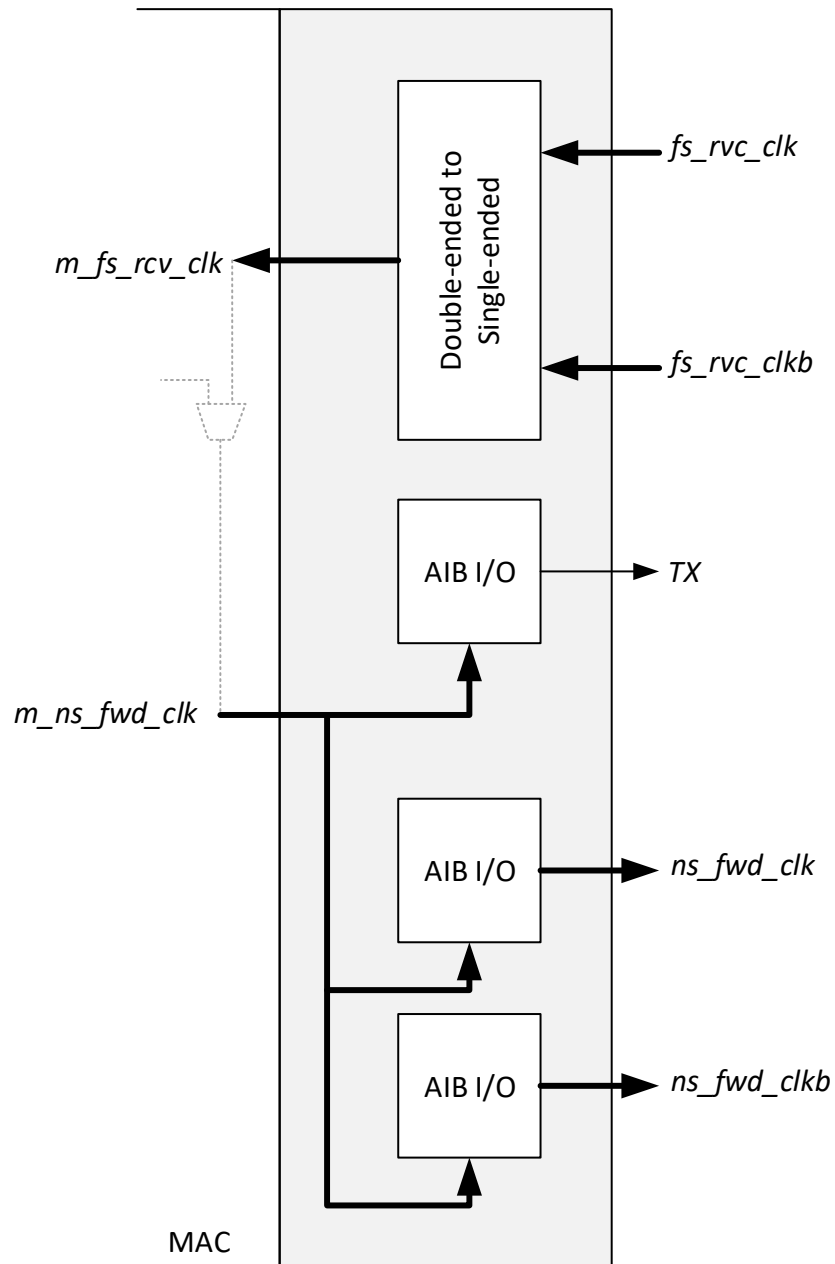 fs_rvc_clk
Double-ended to
Single-ended
m_fs_rcv_clk
fs_rvc_clkb
AIB I/O
TX
m_ns_fwd_clk
AIB I/O
ns_fwd_clk
AIB I/O
ns_fwd_clkb
MAC